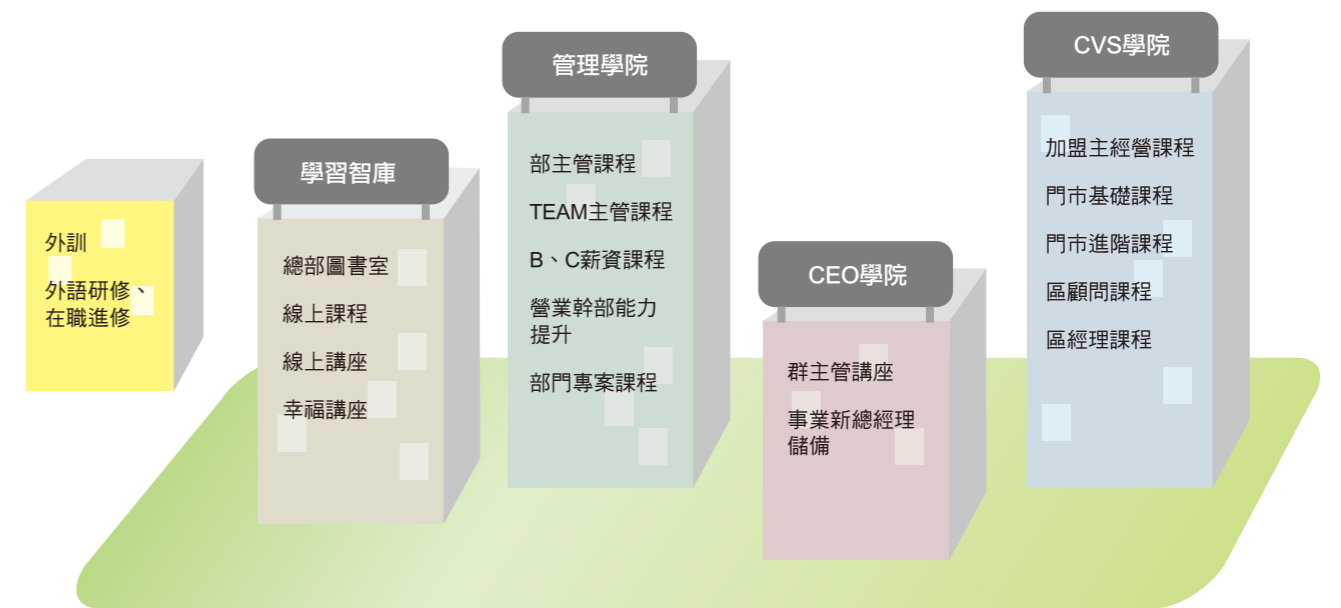 外訓
外語研修、
在職進修
學習智庫
總部圖書室
線上課程
線上講座
幸福講座
管理學院
部主管課程
TEAM主管課程
B、C薪資課程
營業幹部能力
提升
部門專案課程
CEO學院
群主管講座
事業新總經理
儲備
CVS學院
加盟主經營課程
門市基礎課程
門市進階課程
區顧問課程
區經理課程